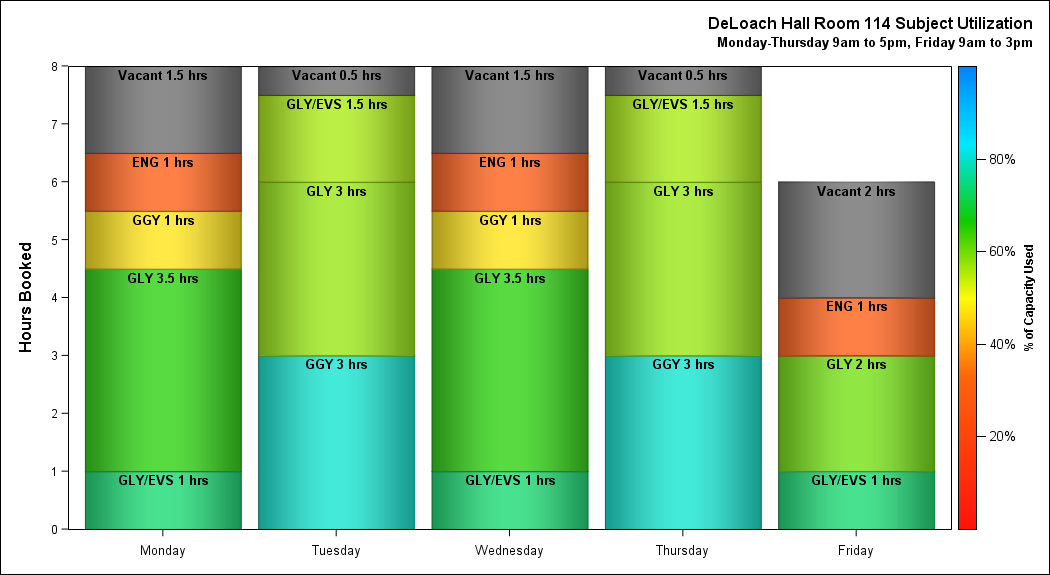 DeLoach Hall Room 114 Subject Utilization
Monday-Thursday 9am to 5pm, Friday 9am to 3pm
Hours Booked
8
7
6
5
4
3
2
1
0
Vacant 1.5 hrs
ENG 1 hrs
GGY 1 hrs
GLY 3.5 hrs
GLY/EVS 1 hrs
Monday
Vacant 0.5 hrs
GLY/EVS 1.5 hrs
GLY 3 hrs
GGY 3 hrs
Tuesday
Vacant 1.5 hrs
ENG 1 hrs
GGY 1 hrs
GLY 3.5 hrs
GLY/EVS 1 hrs
Wednesday
Vacant 0.5 hrs
GLY/EVS 1.5 hrs
GLY 3 hrs
GGY 3 hrs
Thursday
Vacant 2 hrs
ENG 1 hrs
GLY 2 hrs
GLY/EVS 1 hrs
Friday
80%
60%
40%
20%
% of Capacity Used